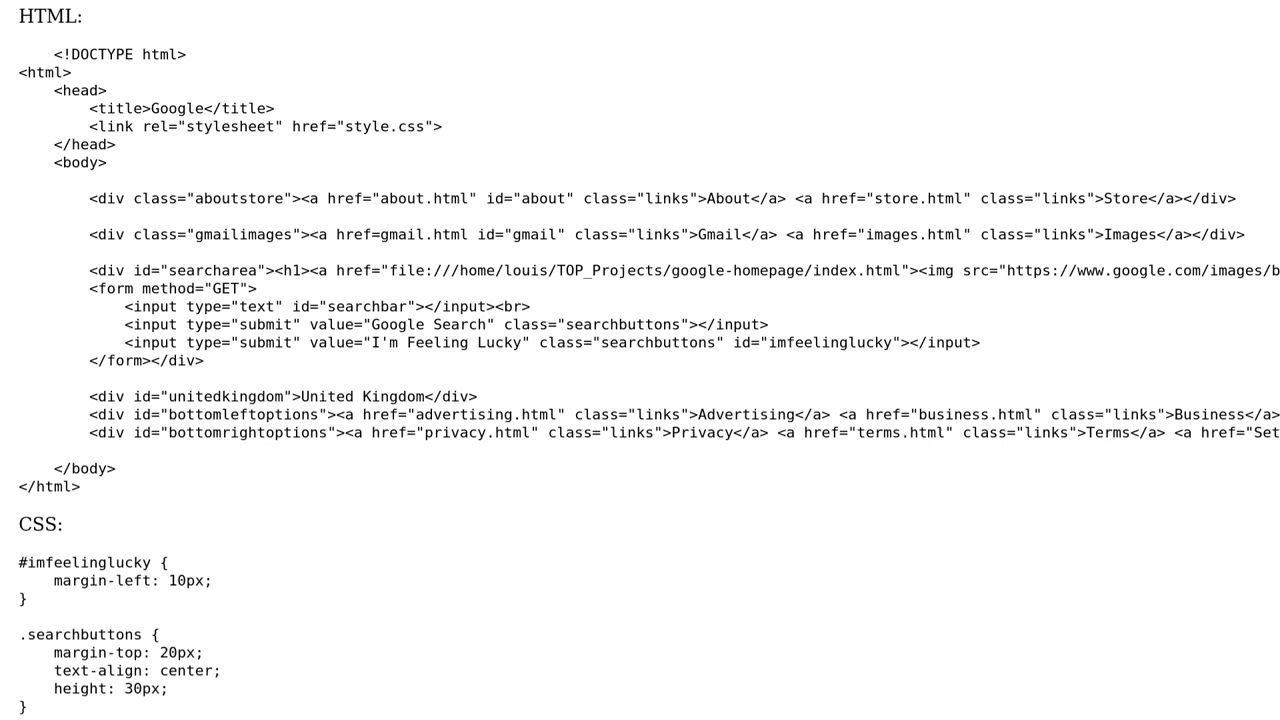 HTML:
    <!DOCTYPE html>
<html>
    <head>
        <title>Google</title>
        <link rel="stylesheet" href="style.css">
    </head>
    <body>
        <div class="aboutstore"><a href="about.html" id="about" class="links">About</a> <a href="store.html" class="links">Store</a></div>
        <div class="gmailimages"><a href=gmail.html id="gmail" class="links">Gmail</a> <a href="images.html" class="links">Images</a></div>
        <div id="searcharea"><h1><a href="file:///home/louis/TOP_Projects/google-homepage/index.html"><img src="https://www.google.com/images/b
        <form method="GET">
            <input type="text" id="searchbar"></input><br>
            <input type="submit" value="Google Search" class="searchbuttons"></input>
            <input type="submit" value="I'm Feeling Lucky" class="searchbuttons" id="imfeelinglucky"></input>
        </form></div>
        <div id="unitedkingdom">United Kingdom</div>
        <div id="bottomleftoptions"><a href="advertising.html" class="links">Advertising</a> <a href="business.html" class="links">Business</a>
        <div id="bottomrightoptions"><a href="privacy.html" class="links">Privacy</a> <a href="terms.html" class="links">Terms</a> <a href="Set
    </body>
</html>
CSS:
#imfeelinglucky {
    margin-left: 10px;
}
.searchbuttons {
    margin-top: 20px;
    text-align: center;
    height: 30px;
}